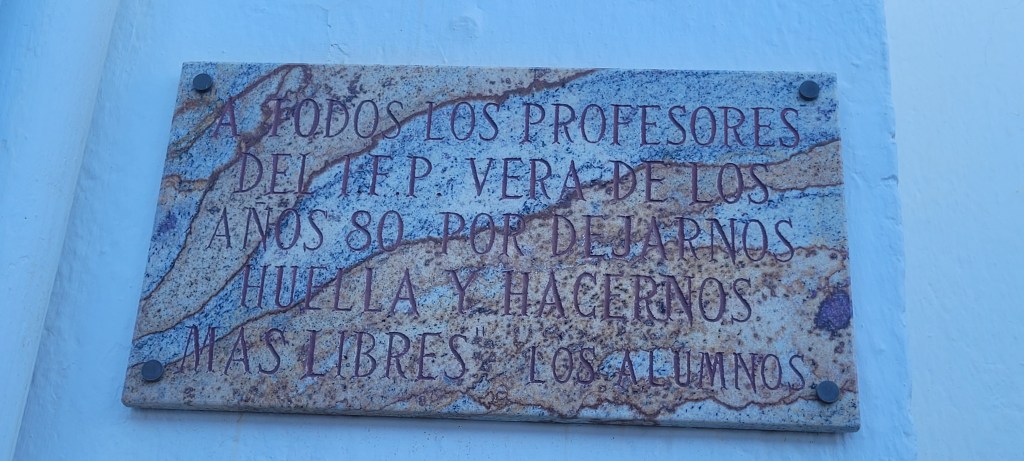 A TODOS LOS PROFESORES
DEL I.F.P. VERA DE LOS
AÑOS 80 POR DEJARNOS
HUELLA Y HACERNOS
MAS LIBRES" LOS ALUMNOS